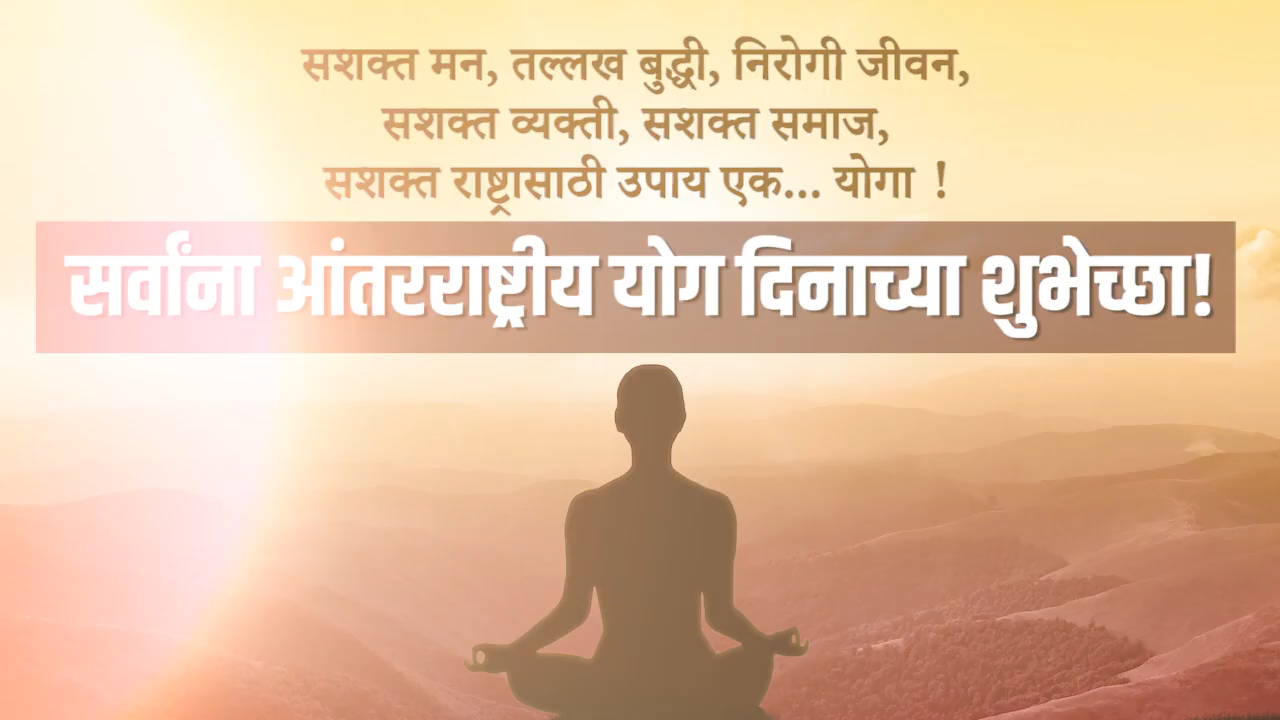 सशक्त मन, तल्लख बुद्धी, निरोगी जीवन,
सशक्त व्यक्ती, सशक्त समाज,
सशक्त राष्ट्रासाठी उपाय एक... योगा !
सर्वांना आंतरराष्ट्रीय योग दिनाच्या शुभेच्छा!